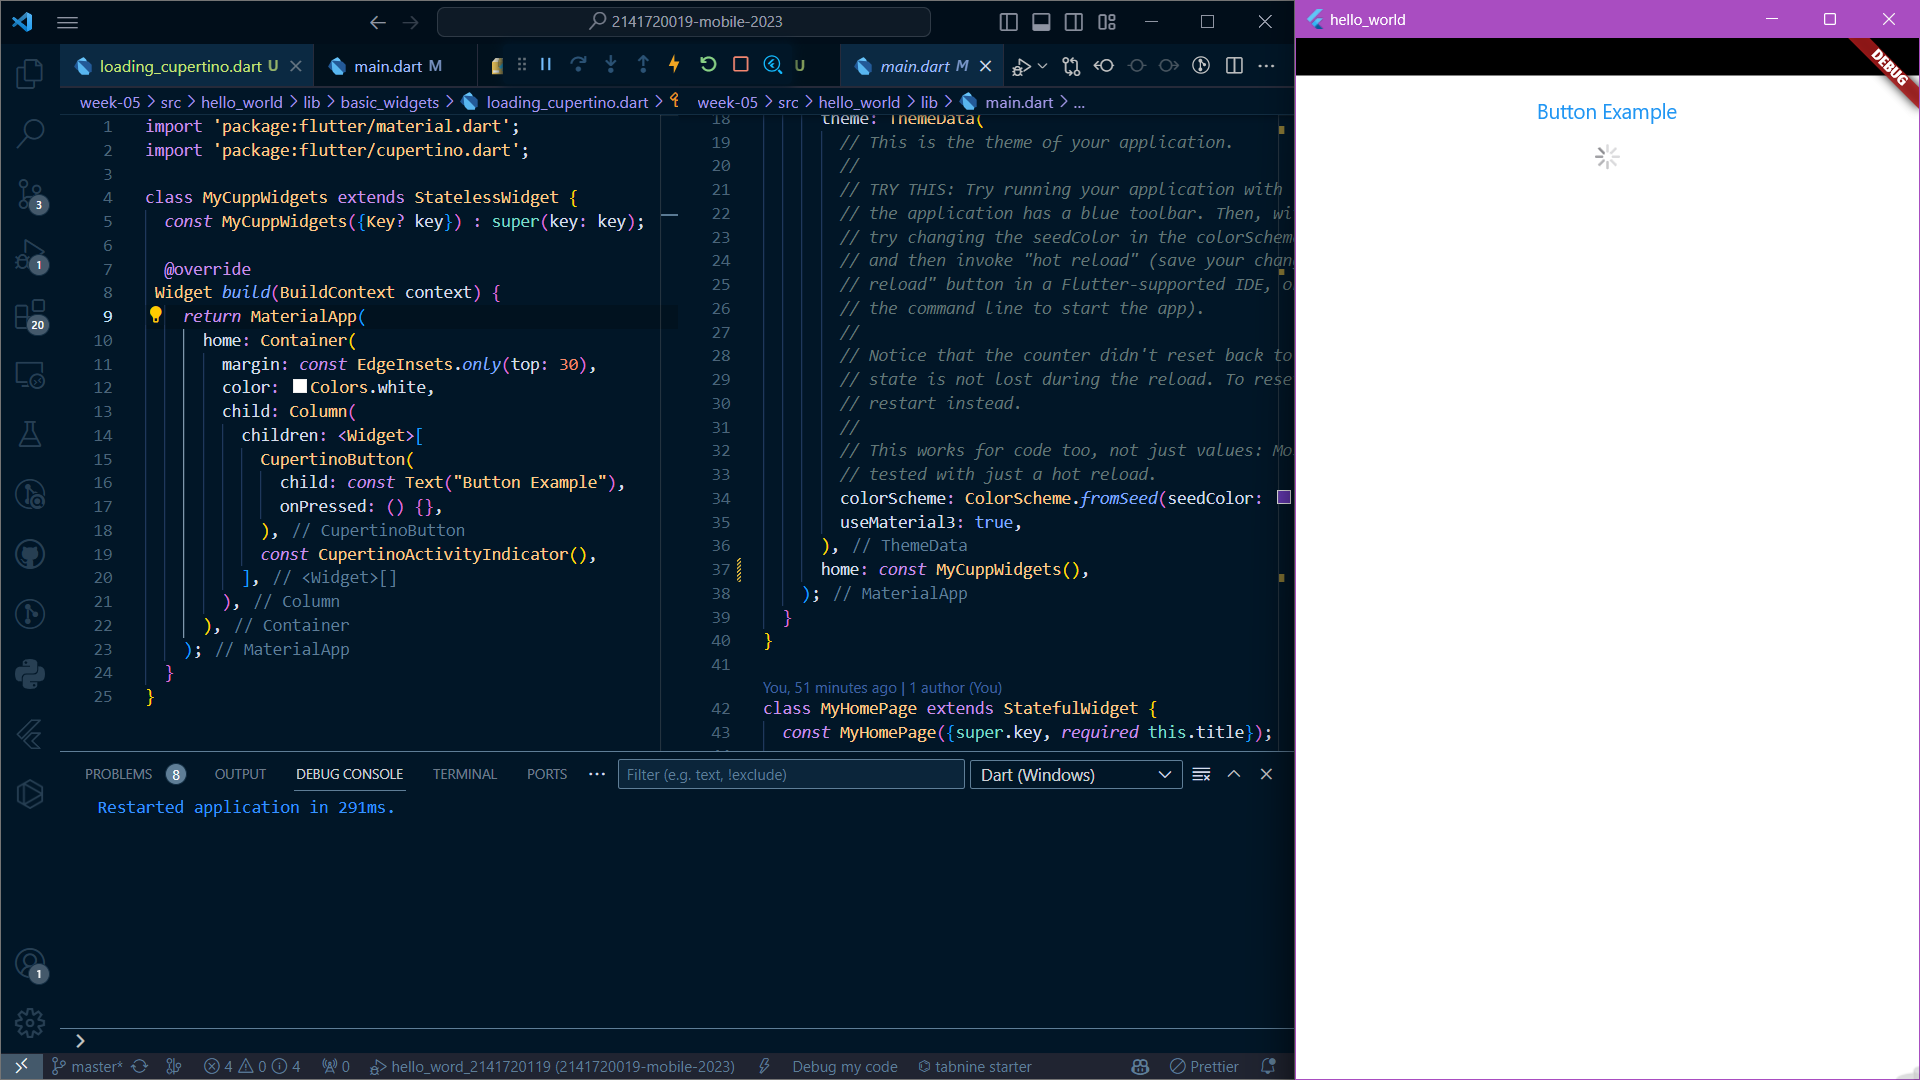 2141720019-mobile-2023
hello_world
loading_cupertino.dart U
main.dart M
U
main.dart M
DEBUG
week-05 > src > hello_world > lib > basic_widgets > loading_cupertino.dart >
week-05 > src > hello_world > lib > main.dart > ...
1 import 'package:flutter/material.dart';
2 import 'package:flutter/cupertino.dart';
3
4 class MyCuppWidgets extends StatelessWidget {
5 const MyCuppWidgets({Key? key}) : super(key: key);
6
7 @override
8 Widget build(BuildContext context) {
9 return MaterialApp(
10 home: Container(
11 margin: const EdgeInsets.only(top: 30),
12 color: Colors.white,
13 child: Column(
14 children: <Widget>[
15 CupertinoButton(
16 child: const Text("Button Example"),
17 onPressed: () {},
18 ), // CupertinoButton
19 const CupertinoActivityIndicator(),
20 ], // <Widget>[]
21 ), // Column
22 ), // Container
23 ); // MaterialApp
24 }
25 }
18 theme: ThemeData(
19 // This is the theme of your application.
20 //
21 // TRY THIS: Try running your application with
22 // the application has a blue toolbar. Then, wi
23 // try changing the seedColor in the colorSchem
24 // and then invoke "hot reload" (save your chan
25 // reload" button in a Flutter-supported IDE, o
26 // the command line to start the app).
27 //
28 // Notice that the counter didn't reset back to
29 // state is not lost during the reload. To rese
30 // restart instead.
31 //
32 // This works for code too, not just values: Mo
33 // tested with just a hot reload.
34 colorScheme: ColorScheme.fromSeed(seedColor:
35 useMaterial3: true,
36 ), // ThemeData
37 home: const MyCuppWidgets(),
38 ); // MaterialApp
39 }
40 }
41
You, 51 minutes ago | 1 author (You)
42 class MyHomePage extends StatefulWidget {
43 const MyHomePage({super.key, required this.title});
Button Example
3
1
20
1
PROBLEMS 8 OUTPUT DEBUG CONSOLE TERMINAL PORTS ... Filter (e.g. text, !exclude) Dart (Windows)
Restarted application in 291ms.
>
master* 4 0 4 0 hello_word_2141720119 (2141720019-mobile-2023) Debug my code tabnine starter Prettier